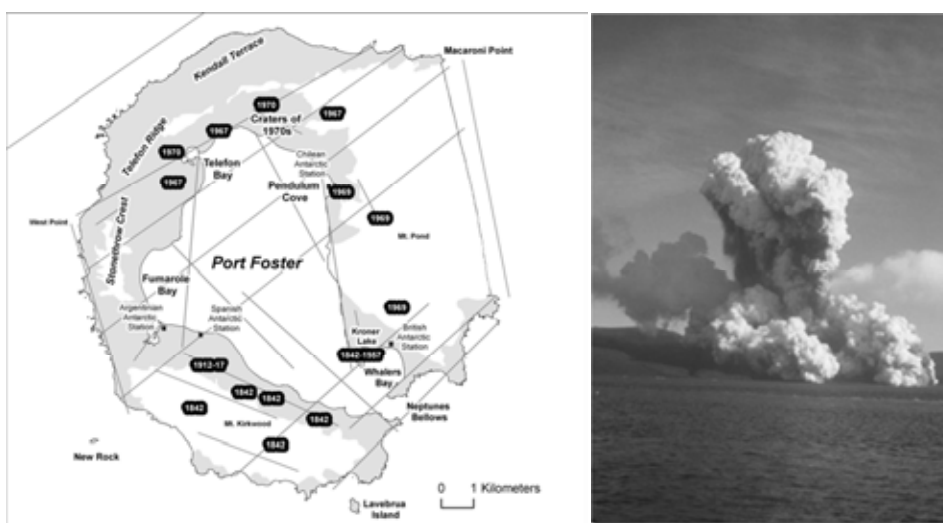 Macaroni Point
Kendall Terrace
1970
Craters of
1970s
1967
1967
Telefon Ridge
1970
Telefon
Bay
Chilean
Antarctic
Station
1967
Pendulum
Cove
1969
1969
West Point
Stonethrow Crest
Mt. Pond
Port Foster
Fumarole
Bay
Argentinian
Antarctic
Station
Spanish
Antarctic
Station
1969
Kroner
Lake
British
Antarctic
Station
1842-1967
1912-17
Whalers
Bay
1842
1842
1842
1842
Neptunes
Bellows
Mt. Kirkwood
1842
New Rock
0 1 Kilometers
Lavebrua
Island